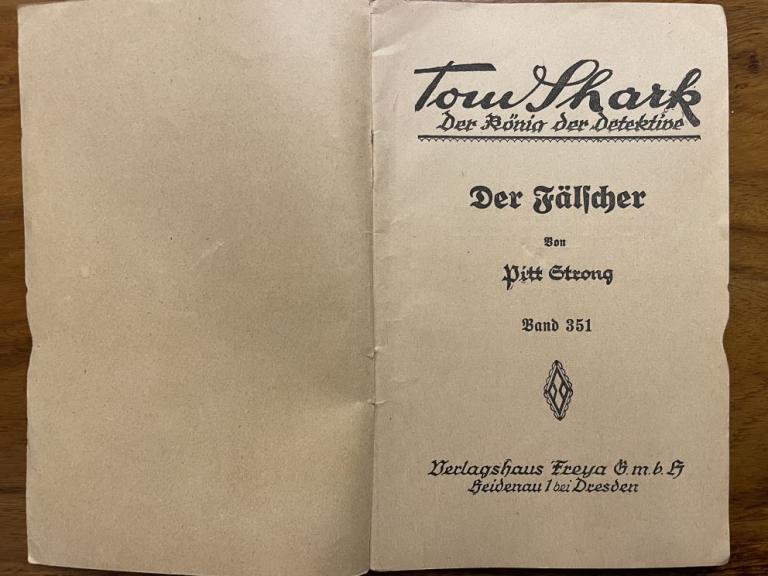 Tom Shark
Der König der Detektive
Der Fälscher
Von
Pitt Strong
Band 351
Verlagshaus Freya G. m. b. H
Heidenau 1 bei Dresden